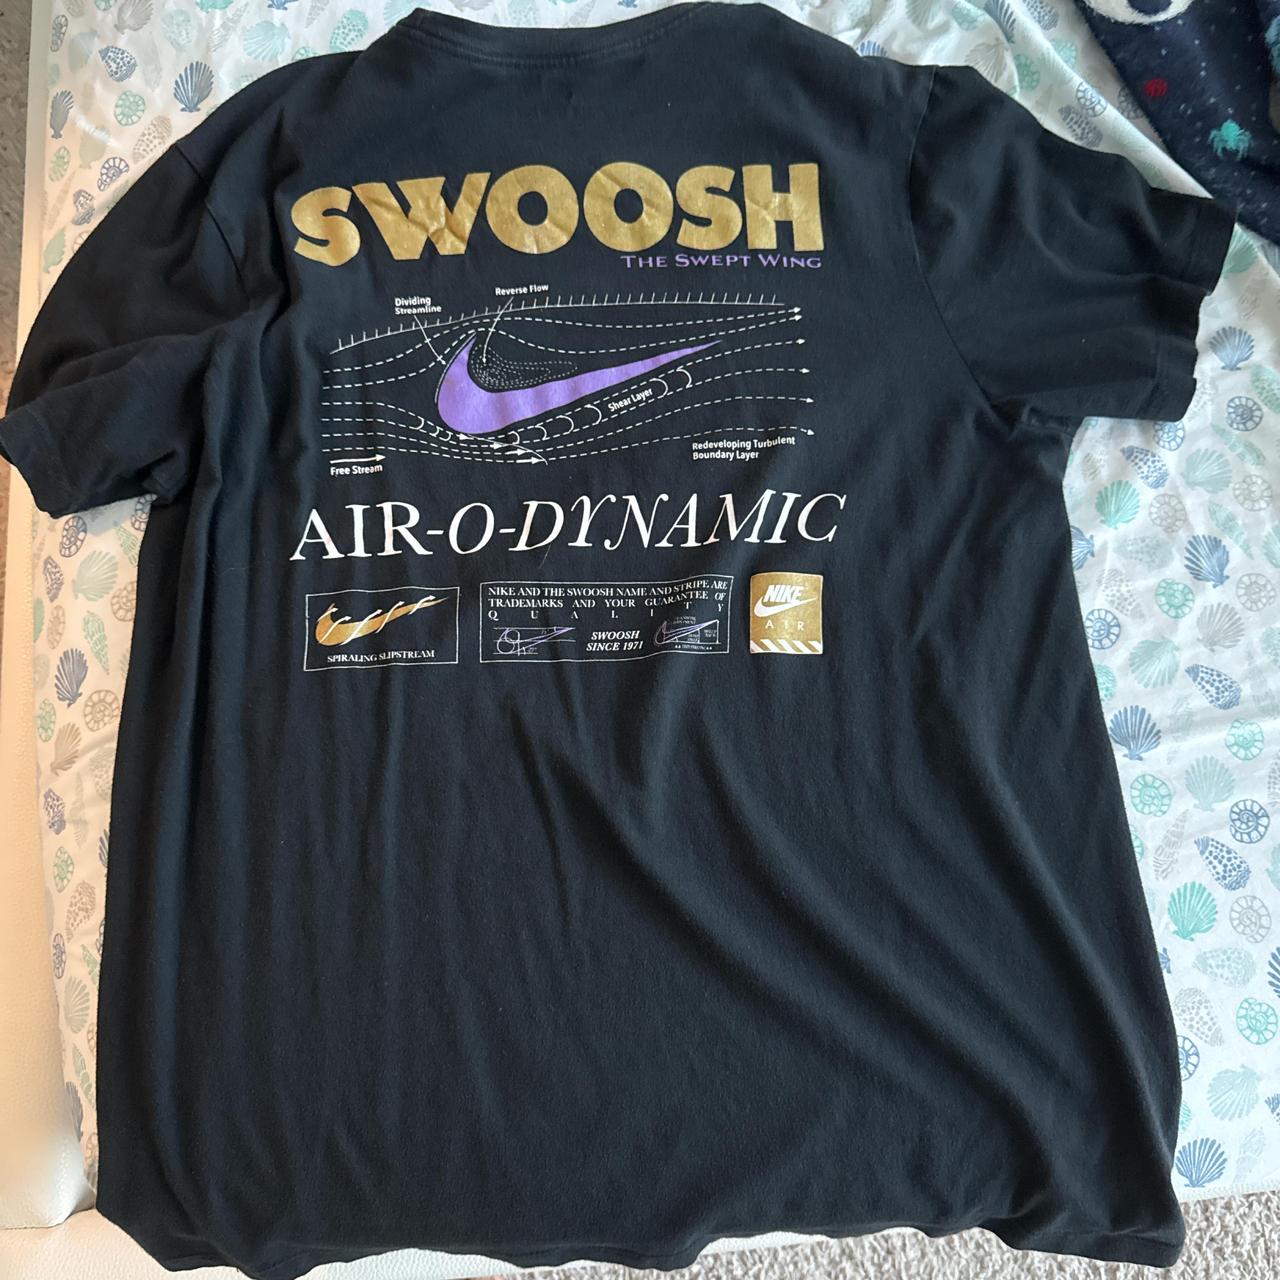 SWOOSH
THE SWEPT WING
Dividing
Streamline
Reverse Flow
Shear Layer
Redeveloping Turbulent
Boundary Layer
Free Stream
AIR-O-DYNAMIC
SPIRALING SLIPSTREAM
NIKE AND THE SWOOSH NAME AND STRIPE ARE
TRADEMARKS AND YOUR GUARANTEE OF
Q U A L I T Y
SWOOSH
SINCE 1971
NIKE
AIR